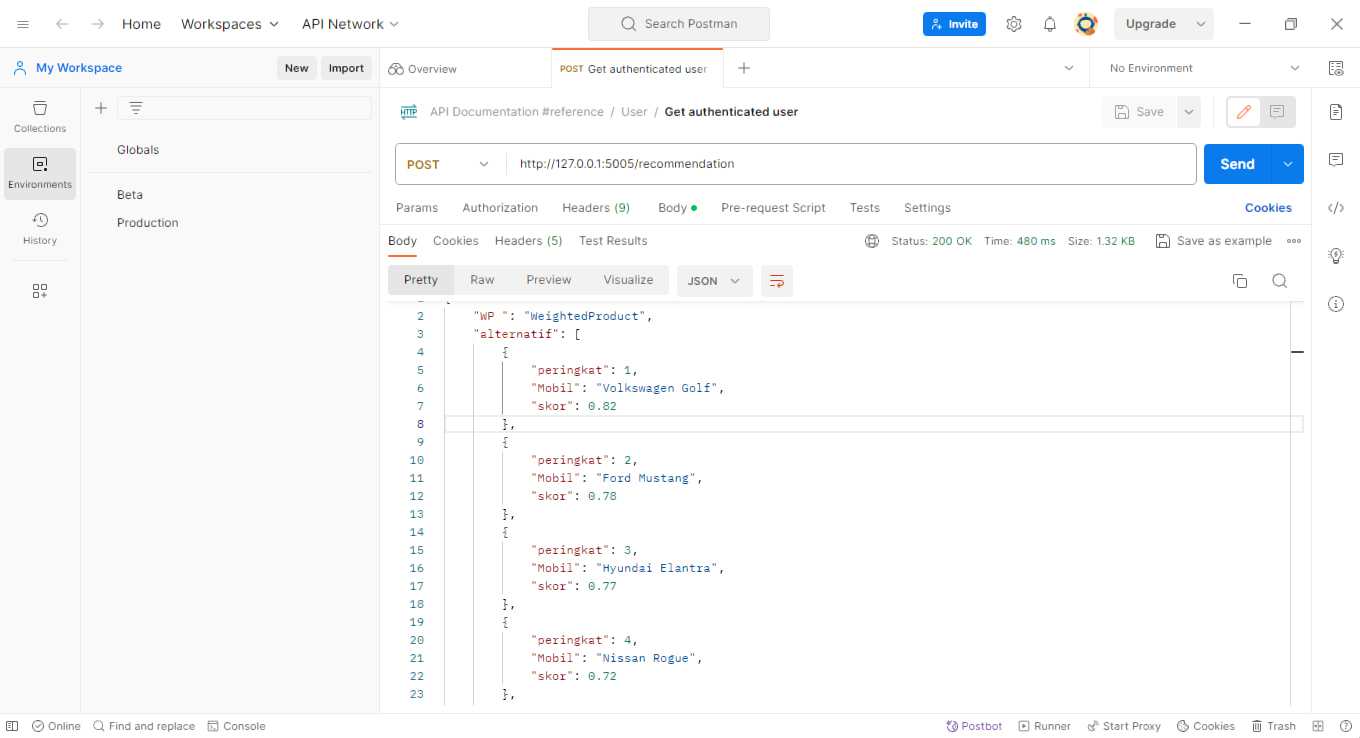 Home Workspaces API Network Search Postman Invite Upgrade
My Workspace New Import Overview POST Get authenticated user No Environment
Collections
Environments
History
Globals
Beta
Production
HTTP API Documentation #reference / User / Get authenticated user Save
POST http://127.0.0.1:5005/recommendation Send
Params Authorization Headers (9) Body Pre-request Script Tests Settings Cookies
Body Cookies Headers (5) Test Results Status: 200 OK Time: 480 ms Size: 1.32 KB Save as example
Pretty Raw Preview Visualize JSON
2 "WP ": "WeightedProduct",
3 "alternatif": [
4 {
5 "peringkat": 1,
6 "Mobil": "Volkswagen Golf",
7 "skor": 0.82
8 },
9 {
10 "peringkat": 2,
11 "Mobil": "Ford Mustang",
12 "skor": 0.78
13 },
14 {
15 "peringkat": 3,
16 "Mobil": "Hyundai Elantra",
17 "skor": 0.77
18 },
19 {
20 "peringkat": 4,
21 "Mobil": "Nissan Rogue",
22 "skor": 0.72
23 },
Online Find and replace Console Postbot Runner Start Proxy Cookies Trash